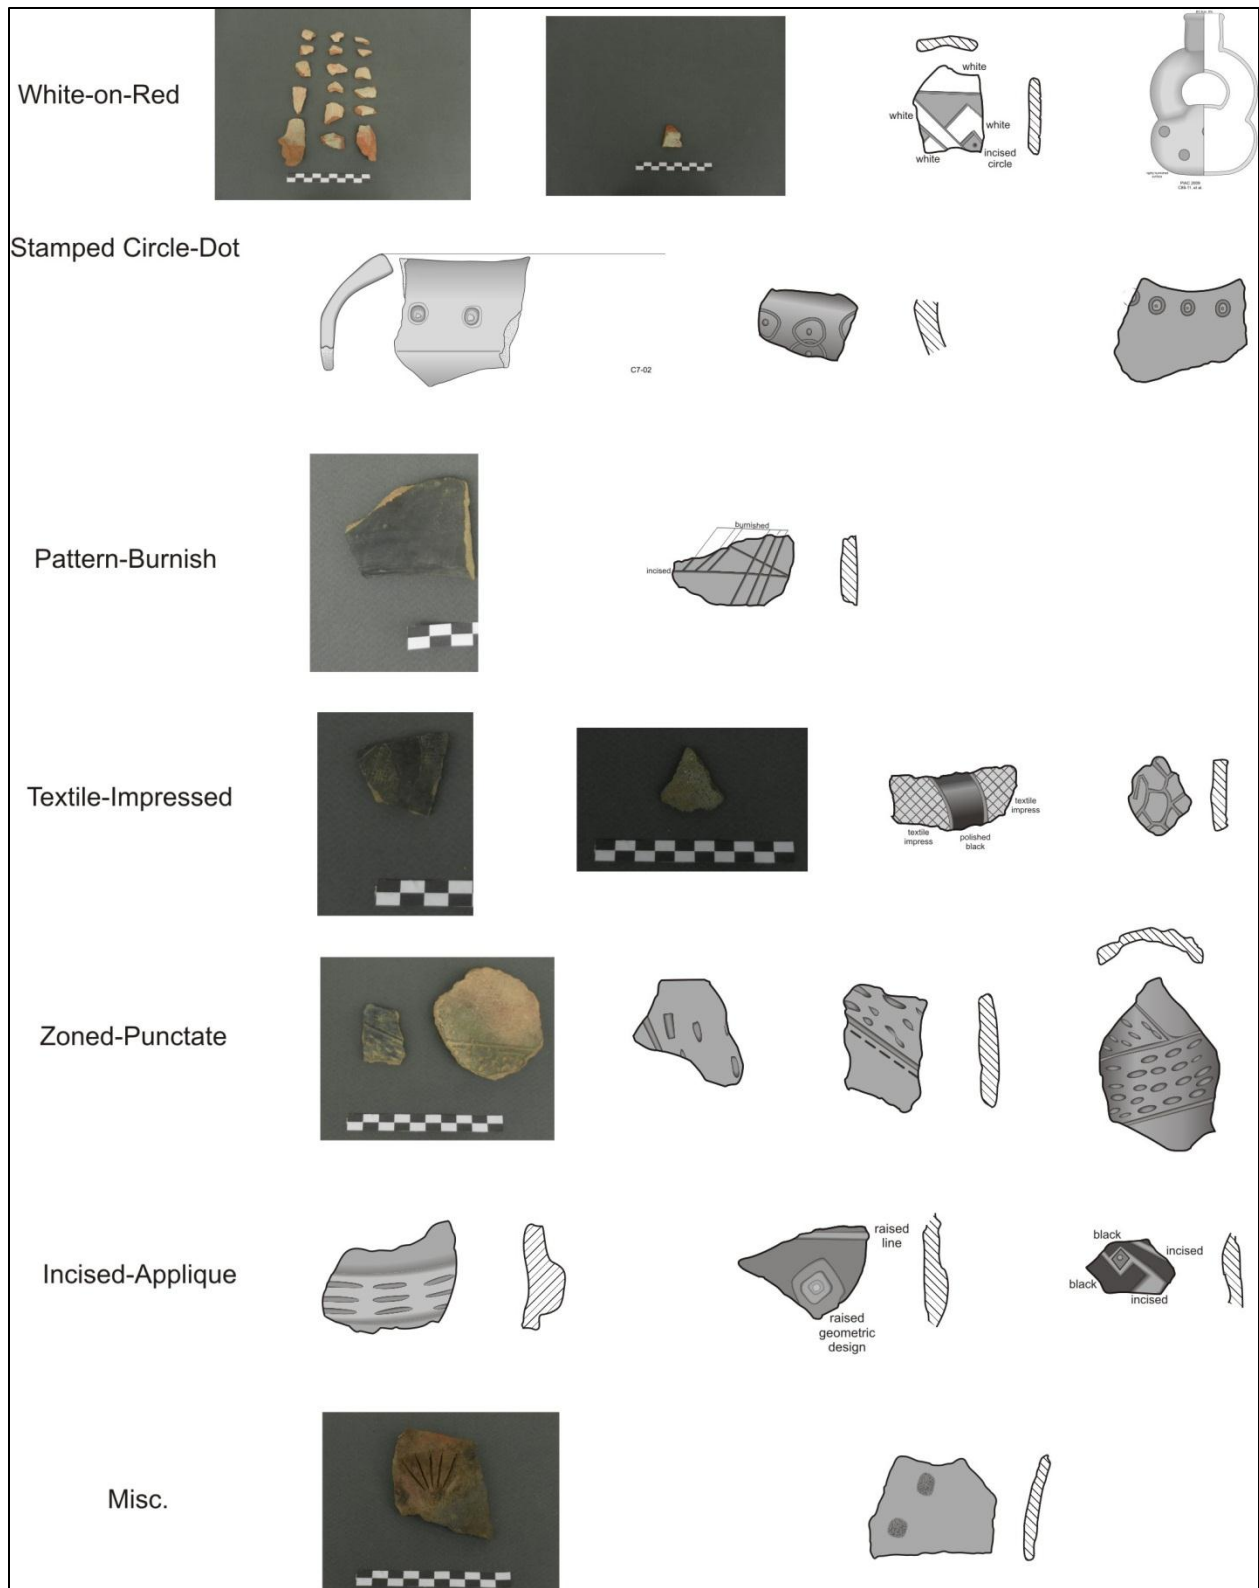 White-on-Red
white
white
white
white
incised
circle
Stamped Circle-Dot
C7-02
Pattern-Burnish
burnished
incised
Textile-Impressed
textile
impress
polished
black
textile
impress
Zoned-Punctate
Incised-Applique
raised
line
raised
geometric
design
black
incised
black
incised
Misc.